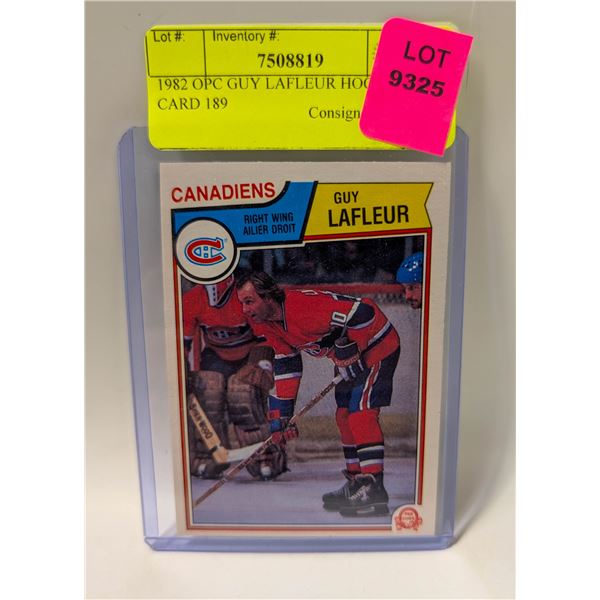 Lot #: Inventory #:
7508819
LOT
9325
1982 OPC GUY LAFLEUR
CARD 189
Consign
CANADIENS
RIGHT WING
AILIER DROIT
GUY
LAFLEUR
10